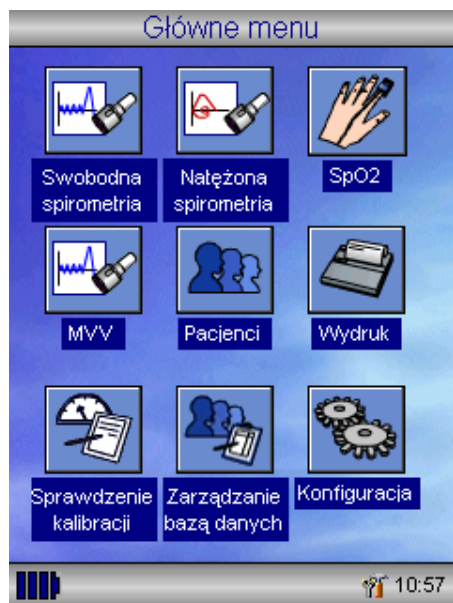 Główne menu
Swobodna
spirometria
Natężona
spirometria
SpO2
MVV
Pacjenci
Wydruk
Sprawdzenie
kalibracji
Zarządzanie
bazą danych
Konfiguracja
10:57